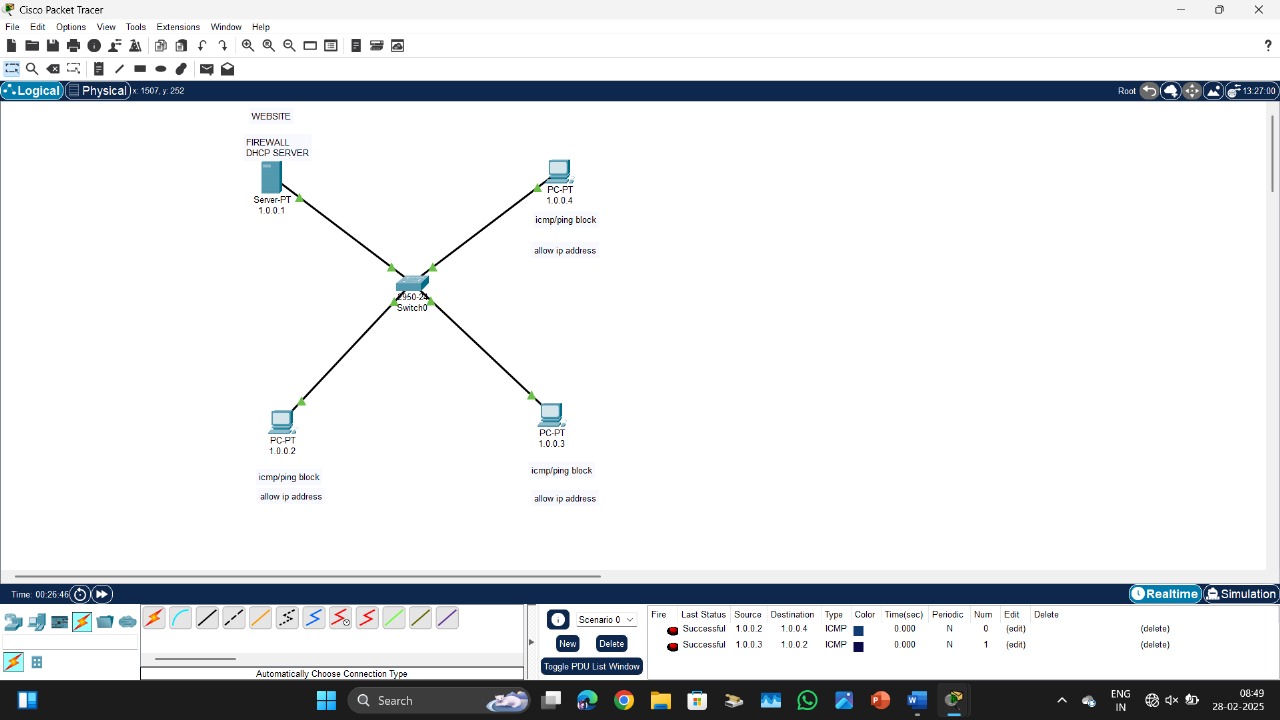 Cisco Packet Tracer
File Edit Options View Tools Extensions Window Help
?
Logical Physical x: 1507, y: 252 Root 13:27:00
WEBSITE
FIREWALL
DHCP SERVER
Server-PT
1.0.0.1
PC-PT
1.0.0.4
icmp/ping block
allow ip address
2950-24
Switch0
PC-PT
1.0.0.2
icmp/ping block
allow ip address
PC-PT
1.0.0.3
icmp/ping block
allow ip address
Time: 00:26:46 Realtime Simulation
Scenario 0
New Delete
Toggle PDU List Window
Automatically Choose Connection Type
Fire Last Status Source Destination Type Color Time(sec) Periodic Num Edit Delete
Successful 1.0.0.2 1.0.0.4 ICMP 0.000 N 0 (edit) (delete)
Successful 1.0.0.3 1.0.0.2 ICMP 0.000 N 1 (edit) (delete)
Search
ENG
IN
08:49
28-02-2025